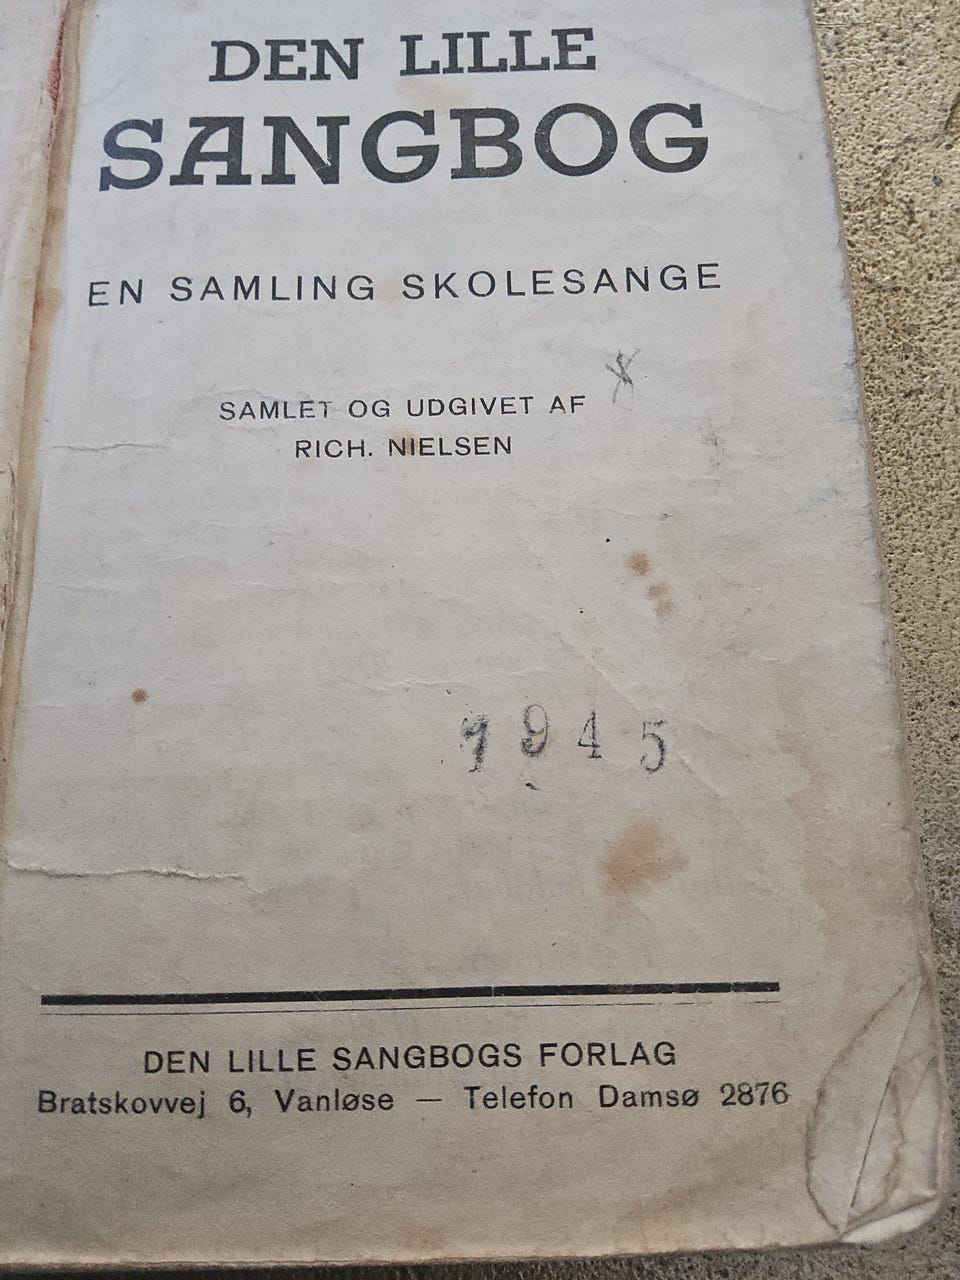 DEN LILLE
SANGBOG
EN SAMLING SKOLESANGE
SAMLET OG UDGIVET AF
RICH. NIELSEN
1945
DEN LILLE SANGBOGS FORLAG
Bratskovvej 6, Vanløse — Telefon Damsø 2876